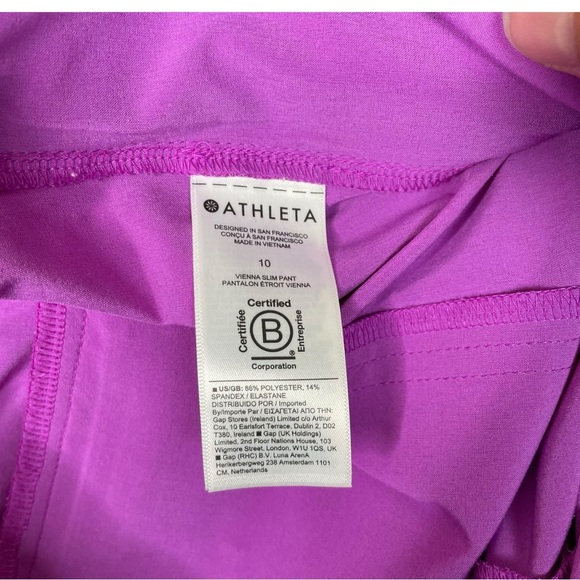 ATHLETA
DESIGNED IN SAN FRANCISCO
CONÇU À SAN FRANCISCO
MADE IN VIETNAM
10
VIENNA SLIM PANT
PANTALON ÉTROIT VIENNA
Certified
Certifiée
B
®
Entreprise
Corporation
■ US/GB: 86% POLYESTER, 14%
SPANDEX / ELASTANE
DISTRIBUIDO POR / Imported
By/Importe Par / ΕΙΣΑΓΕΤΑΙ ΑΠΟ ΤΗΝ:
Gap Stores (Ireland) Limited c/o Arthur
Cox, 10 Earlsfort Terrace, Dublin 2, D02
T380, Ireland ■ Gap (UK Holdings)
Limited, 2nd Floor Nations House, 103
Wigmore Street, London, W1U 1QS, UK
■ Gap (RHC) B.V. Luna ArenA
Herikerbergweg 238 Amsterdam 1101
CM, Netherlands